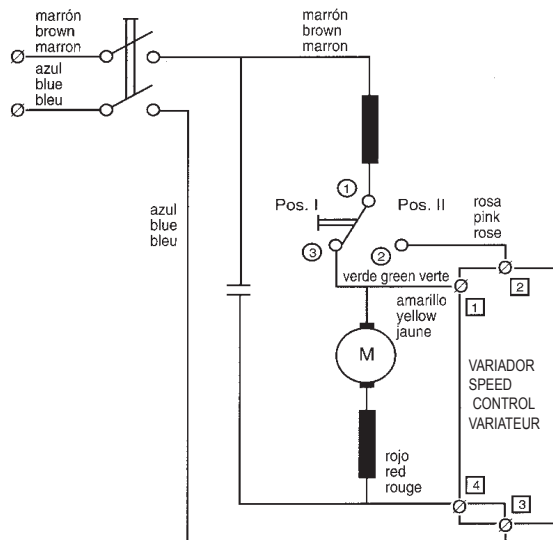 marrón
brown
marron
azul
blue
bleu
marrón
brown
marron
azul
blue
bleu
1
Pos. I
Pos. II
3
2
rosa
pink
rose
verde green verte
2
1
amarillo
yellow
jaune
M
VARIADOR
SPEED
CONTROL
VARIATEUR
rojo
red
rouge
4
3